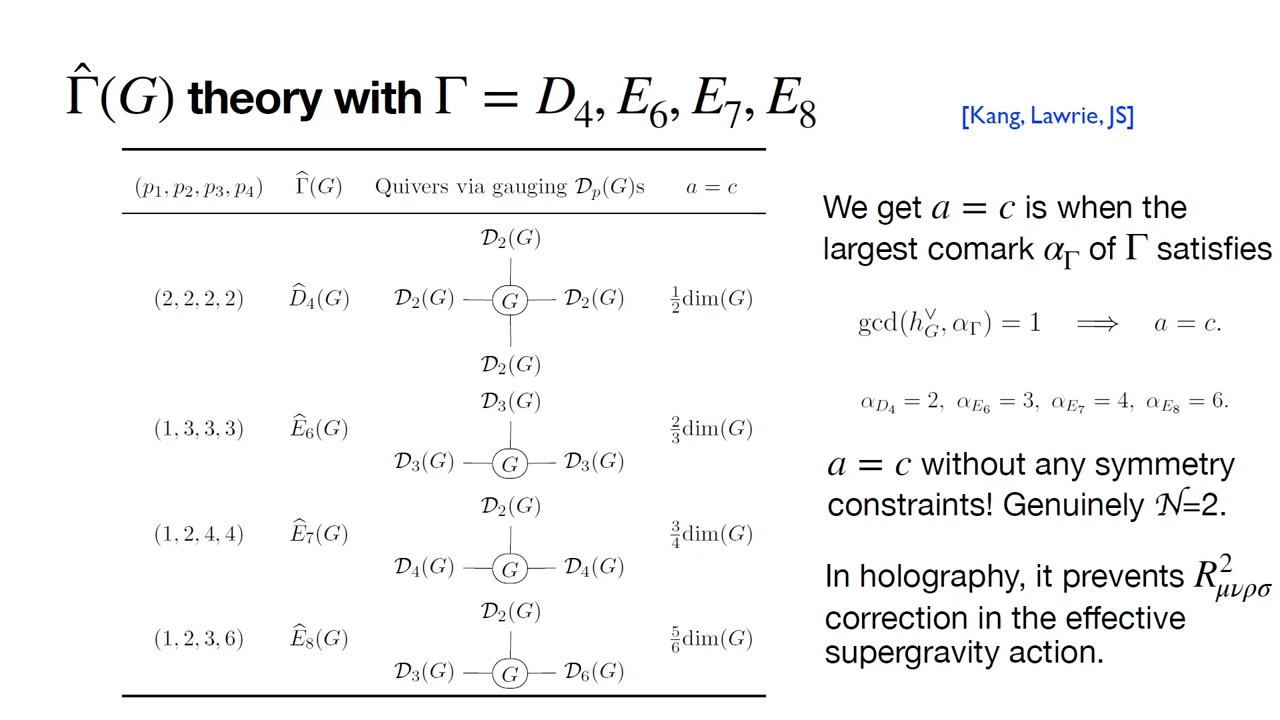 Γ̂(G) theory with Γ = D₄, E₆, E₇, E₈
[Kang, Lawrie, JS]
(p₁, p₂, p₃, p₄) Γ̂(G) Quivers via gauging 𝒟ₚ(G)s a = c
𝒟₂(G)
(2, 2, 2, 2) D̂₄(G) 𝒟₂(G) G 𝒟₂(G) ½dim(G)
𝒟₂(G)
𝒟₃(G)
(1, 3, 3, 3) Ê₆(G) 𝒟₃(G) G 𝒟₃(G) ⅔dim(G)
𝒟₂(G)
(1, 2, 4, 4) Ê₇(G) 𝒟₄(G) G 𝒟₄(G) ¾dim(G)
𝒟₂(G)
(1, 2, 3, 6) Ê₈(G) 𝒟₃(G) G 𝒟₆(G) ⅚dim(G)
We get a = c is when the
largest comark α_Γ of Γ satisfies
gcd(h_G^∨, α_Γ) = 1 ⟹ a = c.
α_{D₄} = 2, α_{E₆} = 3, α_{E₇} = 4, α_{E₈} = 6.
a = c without any symmetry
constraints! Genuinely 𝒩=2.
In holography, it prevents R²_{μνρσ}
correction in the effective
supergravity action.